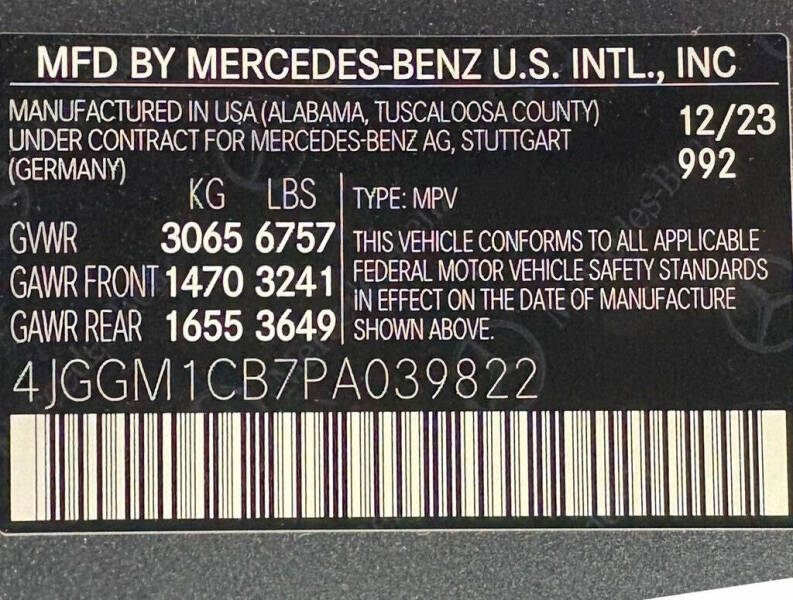 MFD BY MERCEDES-BENZ U.S. INTL., INC
MANUFACTURED IN USA (ALABAMA, TUSCALOOSA COUNTY)
UNDER CONTRACT FOR MERCEDES-BENZ AG, STUTTGART
(GERMANY)
12/23
992
KG LBS
GVWR 3065 6757
GAWR FRONT 1470 3241
GAWR REAR 1655 3649
TYPE: MPV
THIS VEHICLE CONFORMS TO ALL APPLICABLE
FEDERAL MOTOR VEHICLE SAFETY STANDARDS
IN EFFECT ON THE DATE OF MANUFACTURE
SHOWN ABOVE.
4JGGM1CB7PA039822